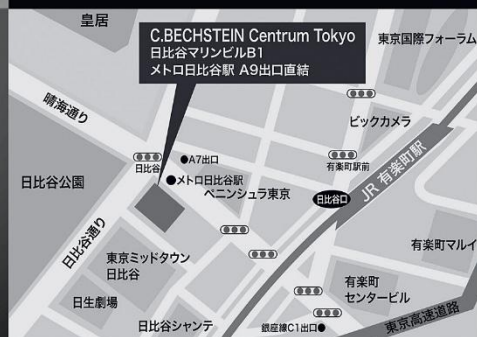 皇居
C.BECHSTEIN Centrum Tokyo
日比谷マリンビルB1
メトロ日比谷駅 A9出口直結
東京国際フォーラム
晴海通り
ビックカメラ
日比谷
●A7出口
有楽町駅前
JR 有楽町駅
日比谷公園
●メトロ日比谷駅
ペニンシュラ東京
日比谷口
日比谷通り
東京ミッドタウン
日比谷
有楽町マルイ
日生劇場
有楽町
センタービル
日比谷シャンテ
銀座線C1出口●
東京高速道路